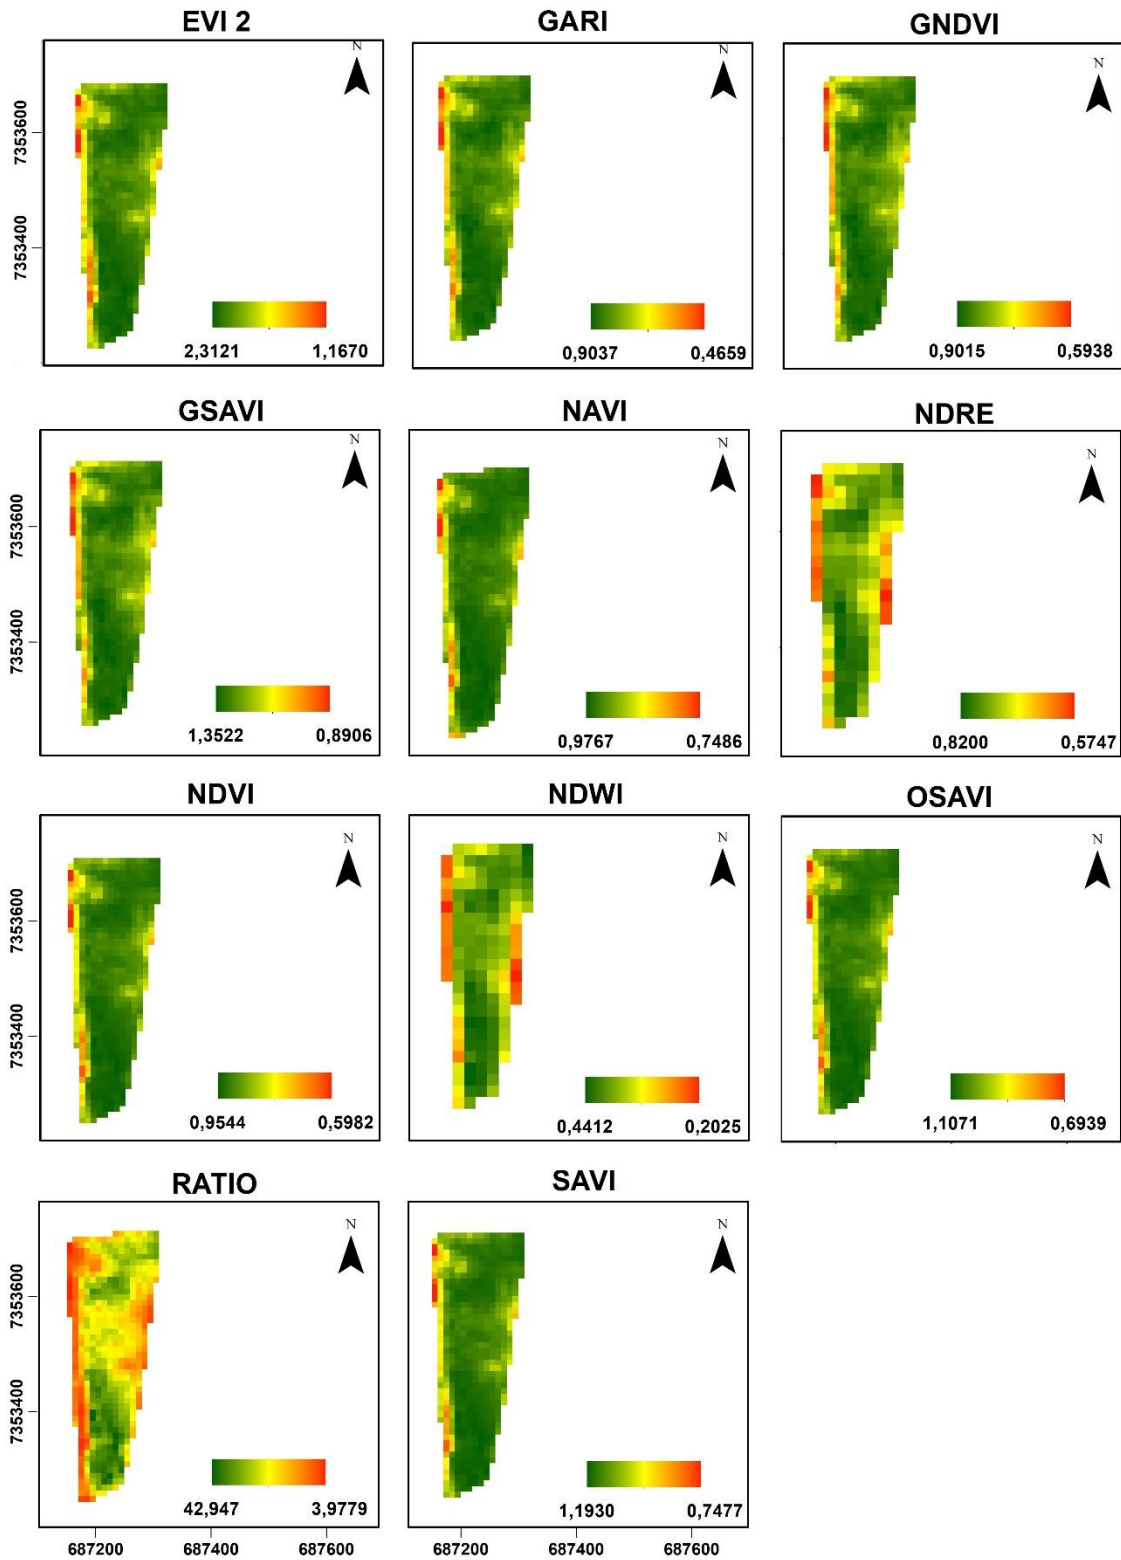 EVI 2
GARI
GNDVI
N
N
N
7353600
7353400
2,3121
1,1670
0,9037
0,4659
0,9015
0,5938
GSAVI
NAVI
NDRE
N
N
N
7353600
7353400
1,3522
0,8906
0,9767
0,7486
0,8200
0,5747
NDVI
NDWI
OSAVI
N
N
N
7353600
7353400
0,9544
0,5982
0,4412
0,2025
1,1071
0,6939
RATIO
SAVI
N
N
7353600
7353400
42,947
3,9779
1,1930
0,7477
687200
687400
687600
687200
687400
687600